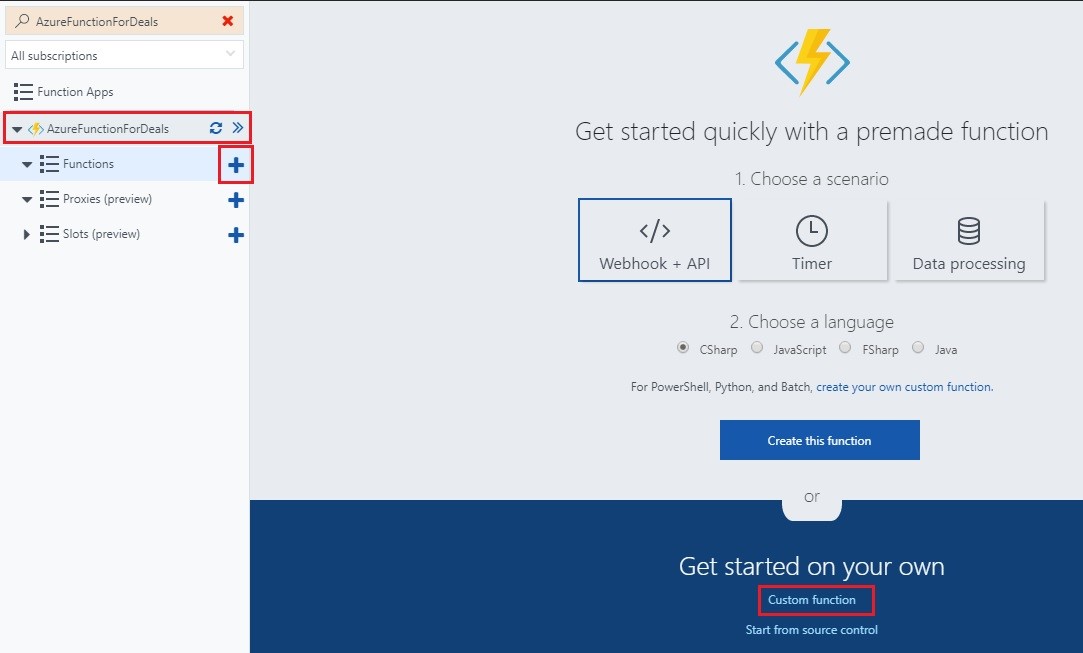 AzureFunctionForDeals
All subscriptions
Function Apps
AzureFunctionForDeals
Functions
Proxies (preview)
Slots (preview)
Get started quickly with a premade function
1. Choose a scenario
Webhook + API
Timer
Data processing
2. Choose a language
CSharp JavaScript FSharp Java
For PowerShell, Python, and Batch, create your own custom function.
Create this function
or
Get started on your own
Custom function
Start from source control